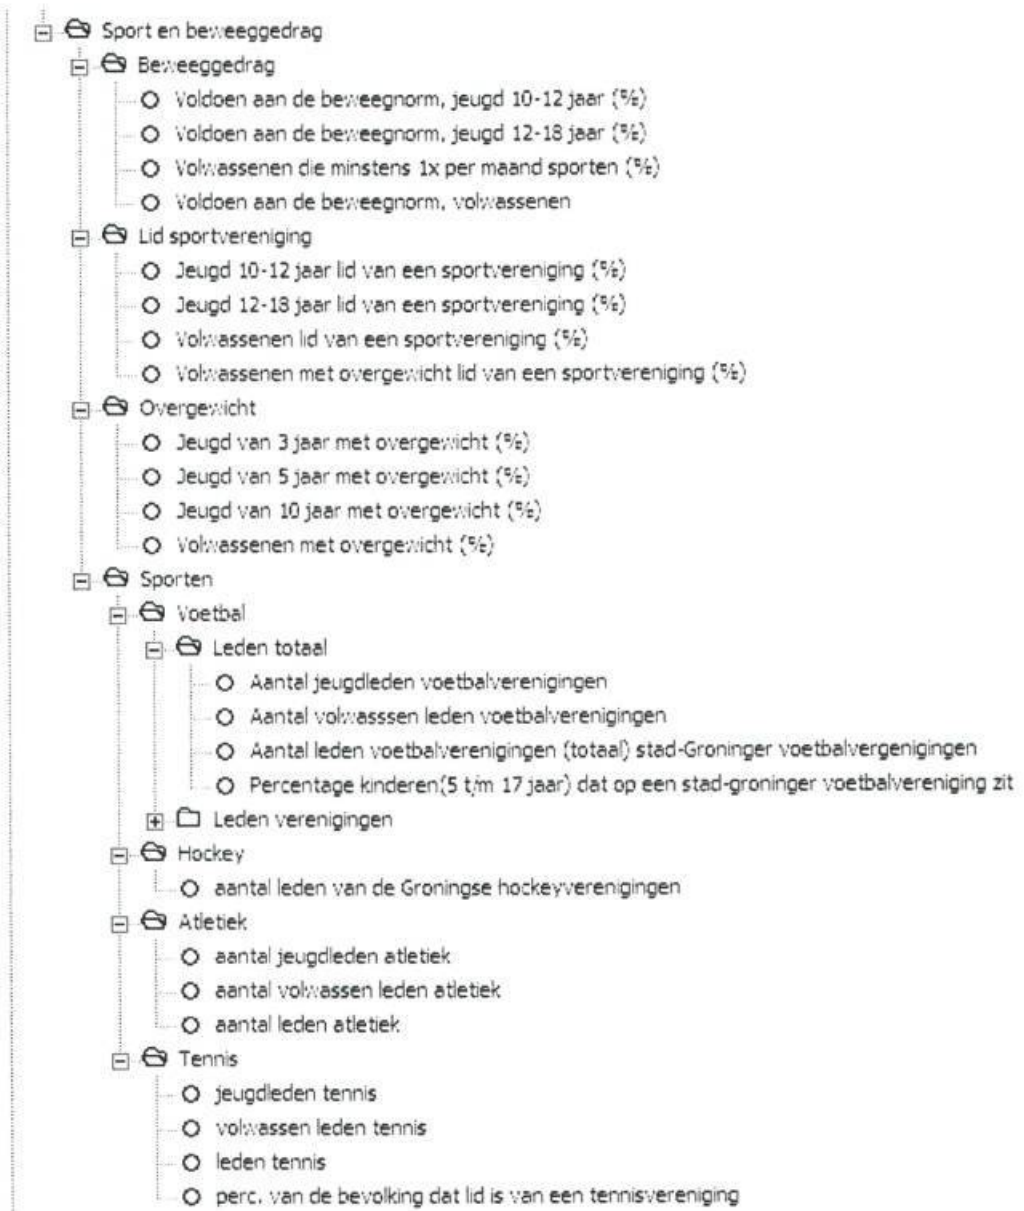 Sport en beweeggedrag
Beweeggedrag
Voldoen aan de beweegnorm, jeugd 10-12 jaar (%)
Voldoen aan de beweegnorm, jeugd 12-18 jaar (%)
Volwassenen die minstens 1x per maand sporten (%)
Voldoen aan de beweegnorm, volwassenen
Lid sportvereniging
Jeugd 10-12 jaar lid van een sportvereniging (%)
Jeugd 12-18 jaar lid van een sportvereniging (%)
Volwassenen lid van een sportvereniging (%)
Volwassenen met overgewicht lid van een sportvereniging (%)
Overgewicht
Jeugd van 3 jaar met overgewicht (%)
Jeugd van 5 jaar met overgewicht (%)
Jeugd van 10 jaar met overgewicht (%)
Volwassenen met overgewicht (%)
Sporten
Voetbal
Leden totaal
Aantal jeugdleden voetbalverenigingen
Aantal volwasssen leden voetbalverenigingen
Aantal leden voetbalverenigingen (totaal) stad-Groninger voetbalvergenigingen
Percentage kinderen(5 t/m 17 jaar) dat op een stad-groninger voetbalvereniging zit
Leden verenigingen
Hockey
aantal leden van de Groningse hockeyverenigingen
Atletiek
aantal jeugdleden atletiek
aantal volwassen leden atletiek
aantal leden atletiek
Tennis
jeugdleden tennis
volwassen leden tennis
leden tennis
perc. van de bevolking dat lid is van een tennisvereniging